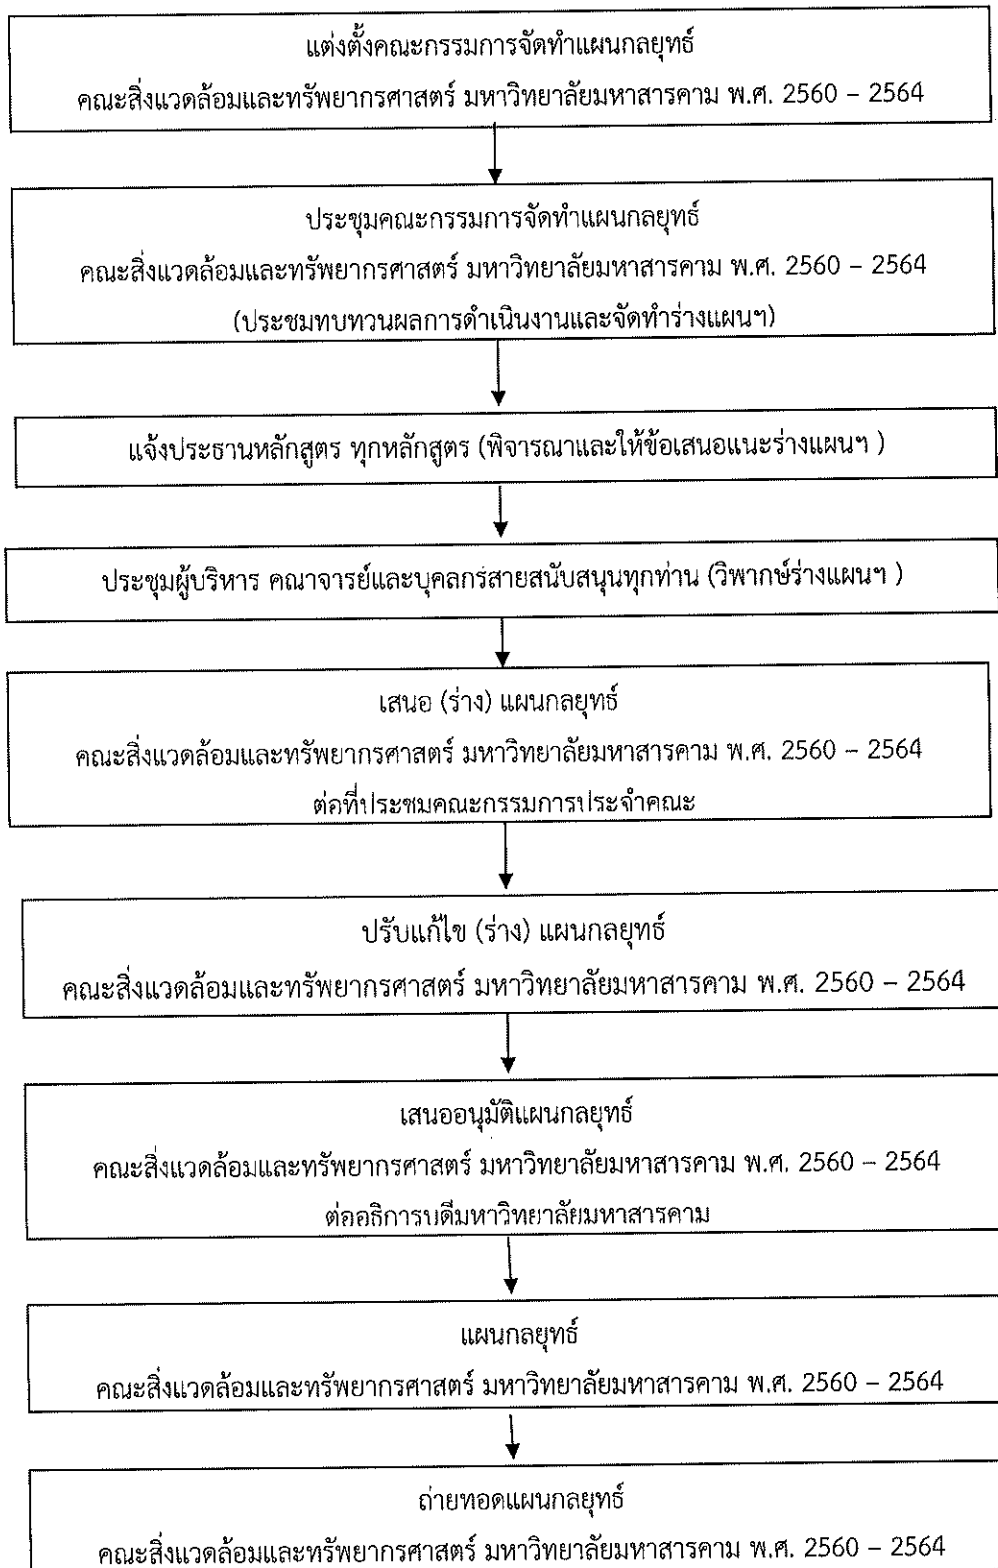 แต่งตั้งคณะกรรมการจัดทำแผนกลยุทธ์
คณะสิ่งแวดล้อมและทรัพยากรศาสตร์ มหาวิทยาลัยมหาสารคาม พ.ศ. 2560 – 2564
ประชุมคณะกรรมการจัดทำแผนกลยุทธ์
คณะสิ่งแวดล้อมและทรัพยากรศาสตร์ มหาวิทยาลัยมหาสารคาม พ.ศ. 2560 – 2564
(ประชุมทบทวนผลการดำเนินงานและจัดทำร่างแผนฯ)
แจ้งประธานหลักสูตร ทุกหลักสูตร (พิจารณาและให้ข้อเสนอแนะร่างแผนฯ )
ประชุมผู้บริหาร คณาจารย์และบุคลกรสายสนับสนุนทุกท่าน (วิพากษ์ร่างแผนฯ )
เสนอ (ร่าง) แผนกลยุทธ์
คณะสิ่งแวดล้อมและทรัพยากรศาสตร์ มหาวิทยาลัยมหาสารคาม พ.ศ. 2560 – 2564
ต่อที่ประชุมคณะกรรมการประจำคณะ
ปรับแก้ไข (ร่าง) แผนกลยุทธ์
คณะสิ่งแวดล้อมและทรัพยากรศาสตร์ มหาวิทยาลัยมหาสารคาม พ.ศ. 2560 – 2564
เสนออนุมัติแผนกลยุทธ์
คณะสิ่งแวดล้อมและทรัพยากรศาสตร์ มหาวิทยาลัยมหาสารคาม พ.ศ. 2560 – 2564
ต่ออธิการบดีมหาวิทยาลัยมหาสารคาม
แผนกลยุทธ์
คณะสิ่งแวดล้อมและทรัพยากรศาสตร์ มหาวิทยาลัยมหาสารคาม พ.ศ. 2560 – 2564
ถ่ายทอดแผนกลยุทธ์
คณะสิ่งแวดล้อมและทรัพยากรศาสตร์ มหาวิทยาลัยมหาสารคาม พ.ศ. 2560 – 2564